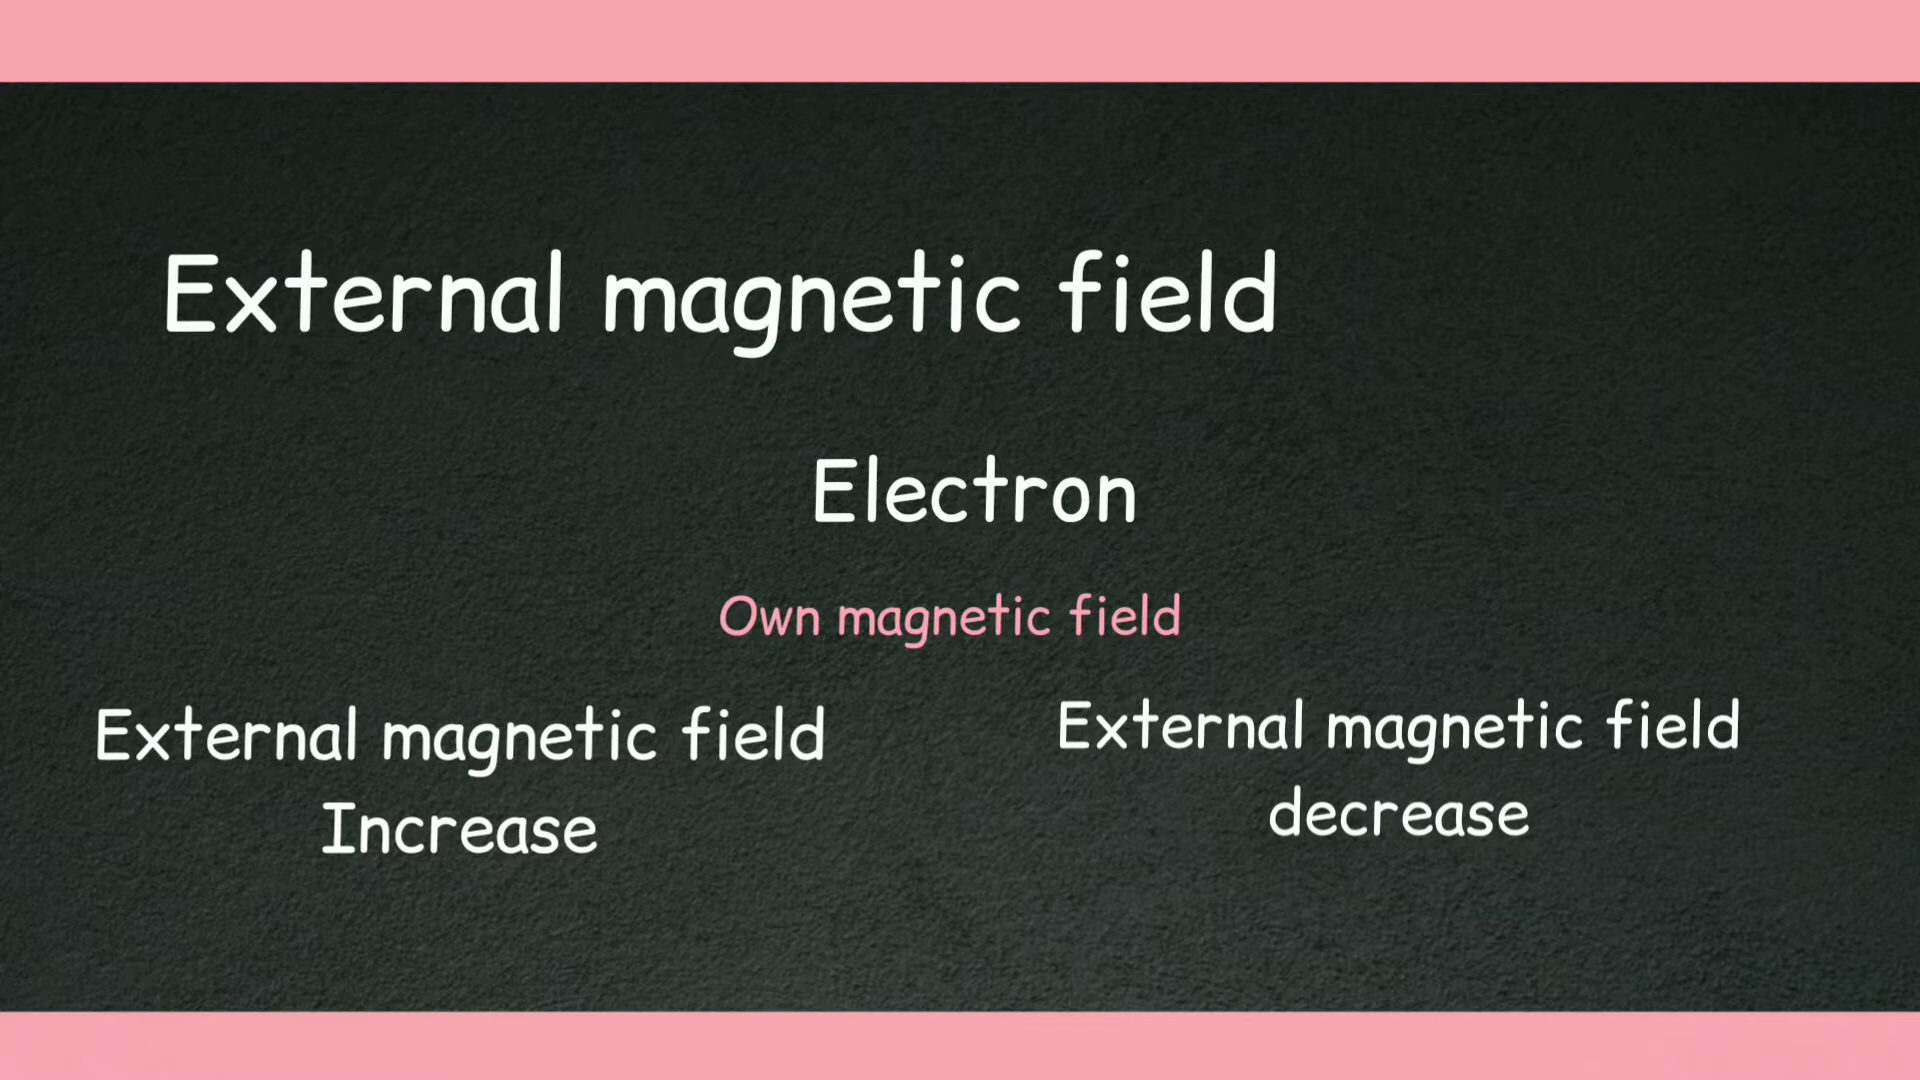 External magnetic field
Electron
Own magnetic field
External magnetic field
Increase
External magnetic field
decrease